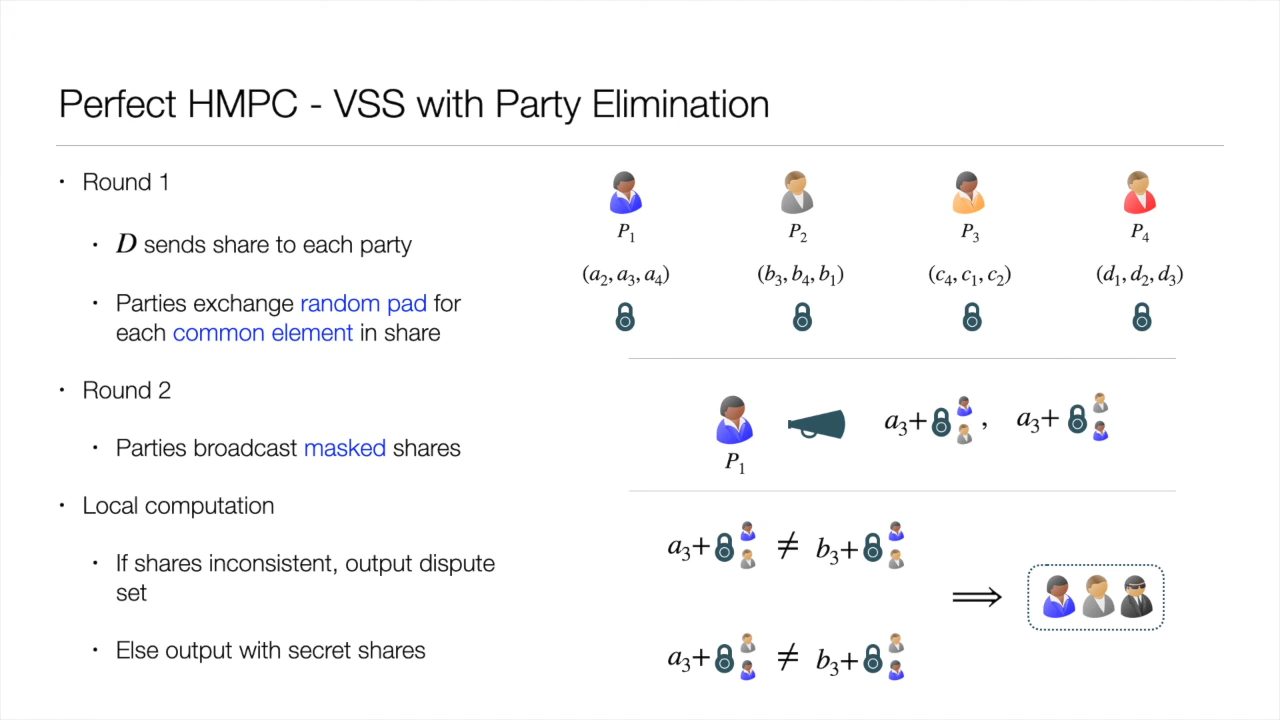 Perfect HMPC - VSS with Party Elimination
• Round 1
• D sends share to each party
• Parties exchange random pad for
each common element in share
• Round 2
• Parties broadcast masked shares
• Local computation
• If shares inconsistent, output dispute
set
• Else output with secret shares
P₁ P₂ P₃ P₄
(a₂, a₃, a₄) (b₃, b₄, b₁) (c₄, c₁, c₂) (d₁, d₂, d₃)
a₃+ , a₃+
P₁
a₃+ ≠ b₃+
⟹
a₃+ ≠ b₃+